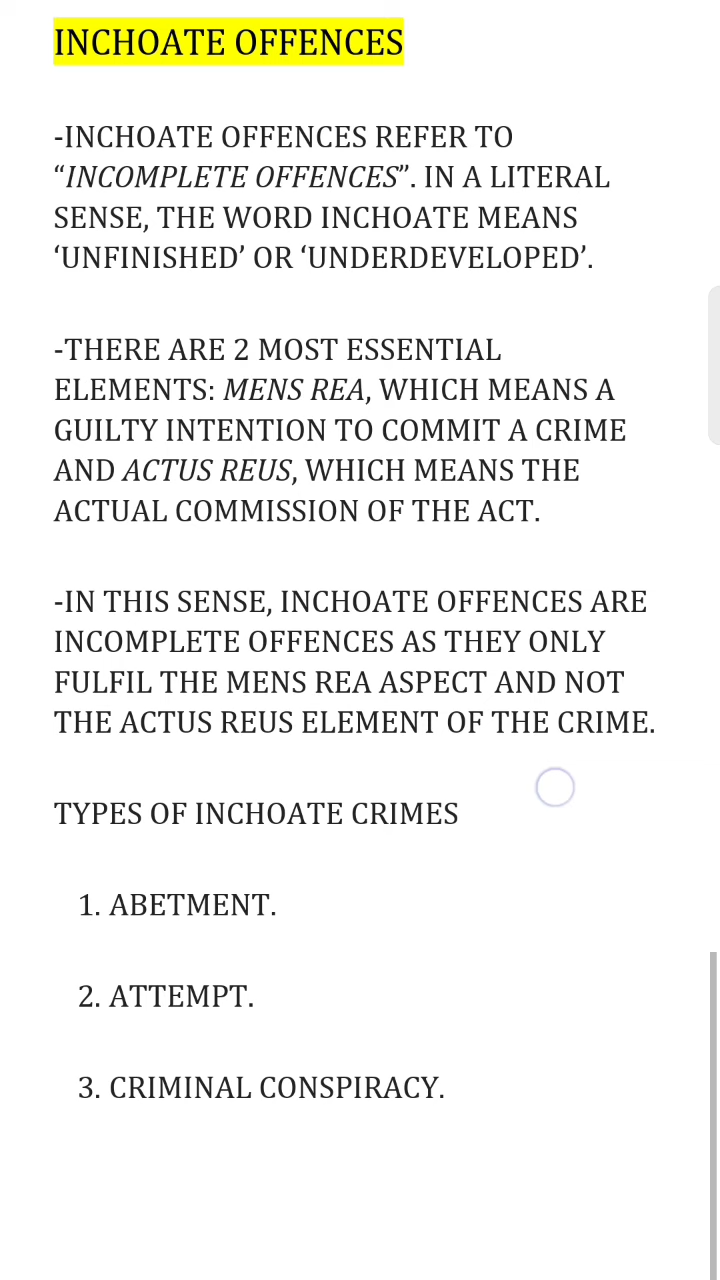 INCHOATE OFFENCES
-INCHOATE OFFENCES REFER TO
“INCOMPLETE OFFENCES”. IN A LITERAL
SENSE, THE WORD INCHOATE MEANS
‘UNFINISHED’ OR ‘UNDERDEVELOPED’.
-THERE ARE 2 MOST ESSENTIAL
ELEMENTS: MENS REA, WHICH MEANS A
GUILTY INTENTION TO COMMIT A CRIME
AND ACTUS REUS, WHICH MEANS THE
ACTUAL COMMISSION OF THE ACT.
-IN THIS SENSE, INCHOATE OFFENCES ARE
INCOMPLETE OFFENCES AS THEY ONLY
FULFIL THE MENS REA ASPECT AND NOT
THE ACTUS REUS ELEMENT OF THE CRIME.
TYPES OF INCHOATE CRIMES
1. ABETMENT.
2. ATTEMPT.
3. CRIMINAL CONSPIRACY.